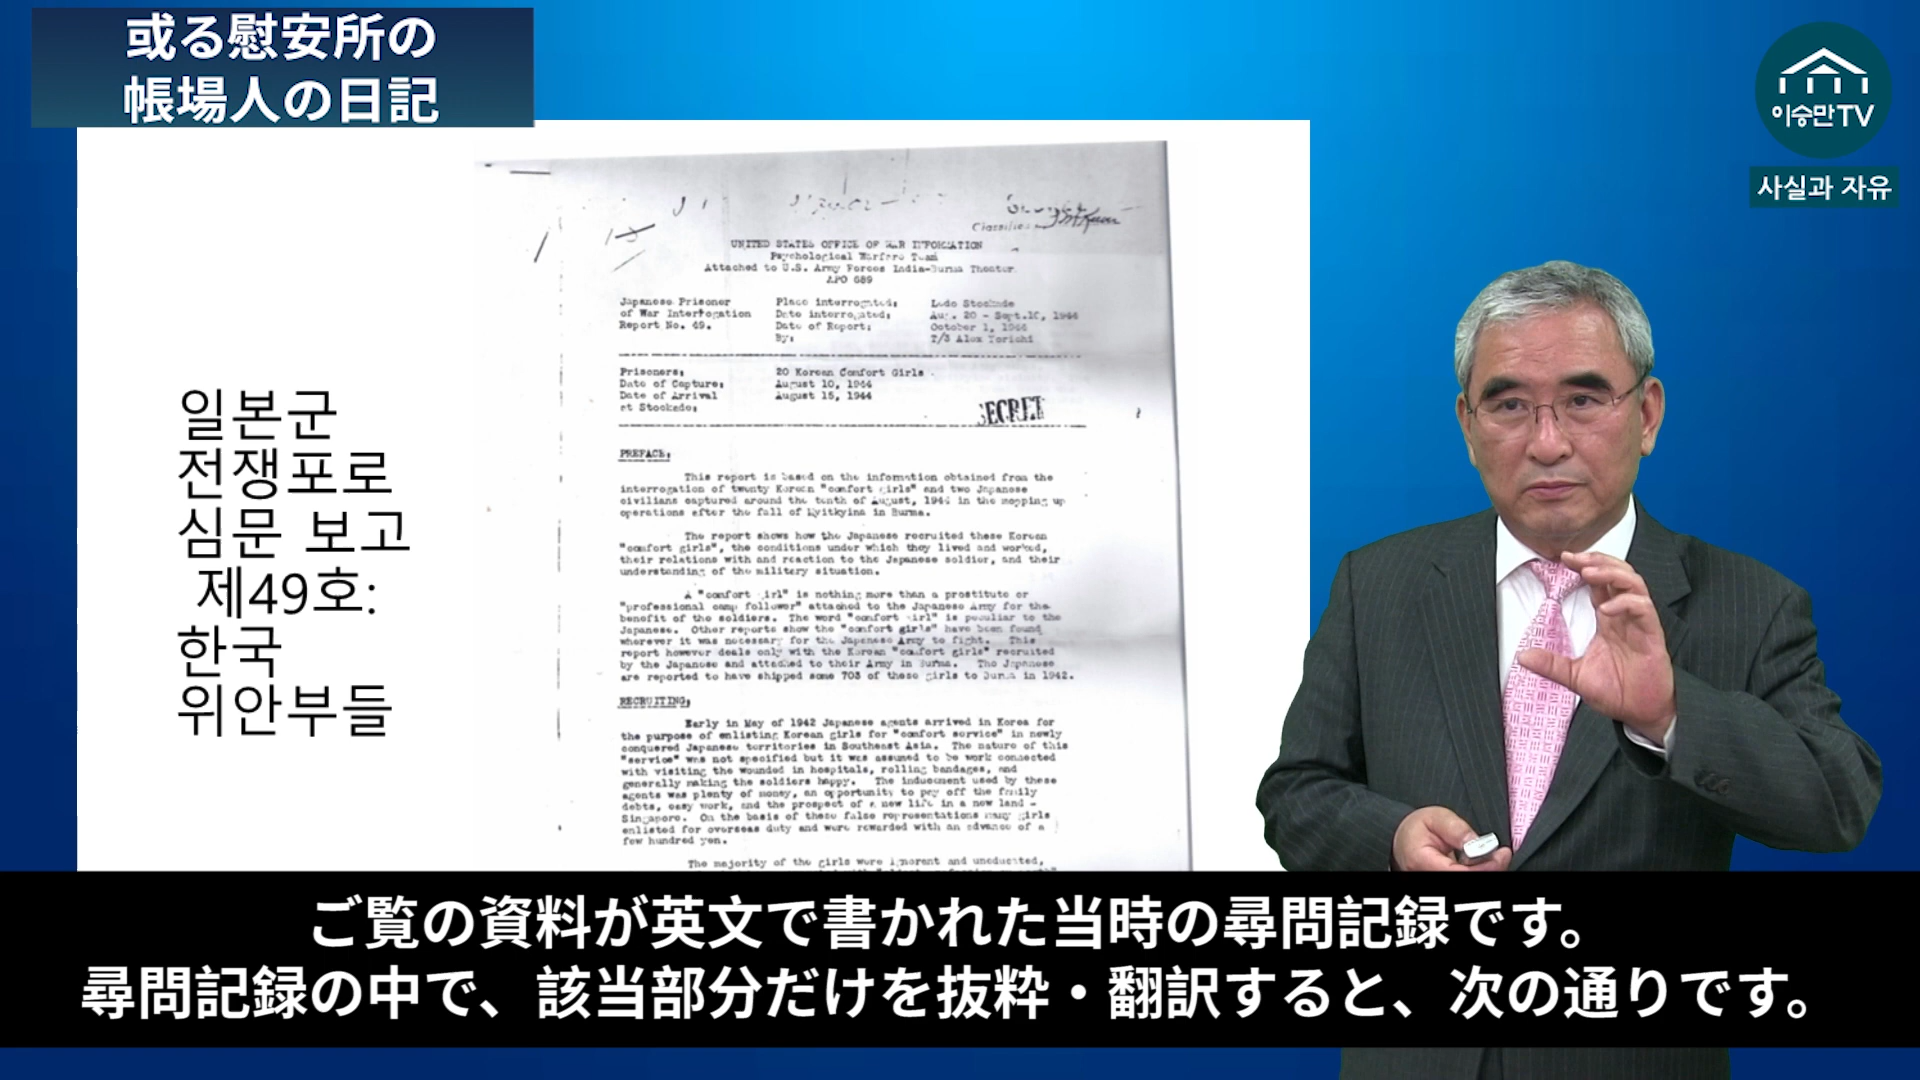 或る慰安所の
帳場人の日記
이승만TV
사실과 자유
일본군
전쟁포로
심문 보고
제49호:
한국
위안부들
UNITED STATES OFFICE OF WAR INFORMATION
Psychological Warfare Team
Attached to U.S. Army Forces India-Burma Theater
APO 689
Japanese Prisoner
of War Interrogation
Report No. 49.
Place interrogated: Ledo Stockade
Date interrogated: Aug. 20 - Sept.10, 1944
Date of Report: October 1, 1944
By: T/3 Alex Yorichi
Prisoners: 20 Korean Comfort Girls
Date of Capture: August 10, 1944
Date of Arrival August 15, 1944
at Stockade:
SECRET
PREFACE:
This report is based on the information obtained from the
interrogation of twenty Korean "comfort girls" and two Japanese
civilians captured around the tenth of August, 1944 in the mopping up
operations after the fall of Myitkyina in Burma.
The report shows how the Japanese recruited these Korean
"comfort girls", the conditions under which they lived and worked,
their relations with and reaction to the Japanese soldier, and their
understanding of the military situation.
A "comfort girl" is nothing more than a prostitute or
"professional camp follower" attached to the Japanese Army for the
benefit of the soldiers. The word "comfort girl" is peculiar to the
Japanese. Other reports show the "comfort girls" have been found
wherever it was necessary for the Japanese Army to fight. This
report however deals only with the Korean "comfort girls" recruited
by the Japanese and attached to their Army in Burma. The Japanese
are reported to have shipped some 703 of these girls to Burma in 1942.
RECRUITING;
Early in May of 1942 Japanese agents arrived in Korea for
the purpose of enlisting Korean girls for "comfort service" in newly
conquered Japanese territories in Southeast Asia. The nature of this
"service" was not specified but it was assumed to be work connected
with visiting the wounded in hospitals, rolling bandages, and
generally making the soldiers happy. The inducement used by these
agents was plenty of money, an opportunity to pay off the family
debts, easy work, and the prospect of a new life in a new land -
Singapore. On the basis of these false representations many girls
enlisted for overseas duty and were rewarded with an advance of a
few hundred yen.
The majority of the girls were ignorant and uneducated,
ご覧の資料が英文で書かれた当時の尋問記録です。
尋問記録の中で、該当部分だけを抜粋・翻訳すると、次の通りです。